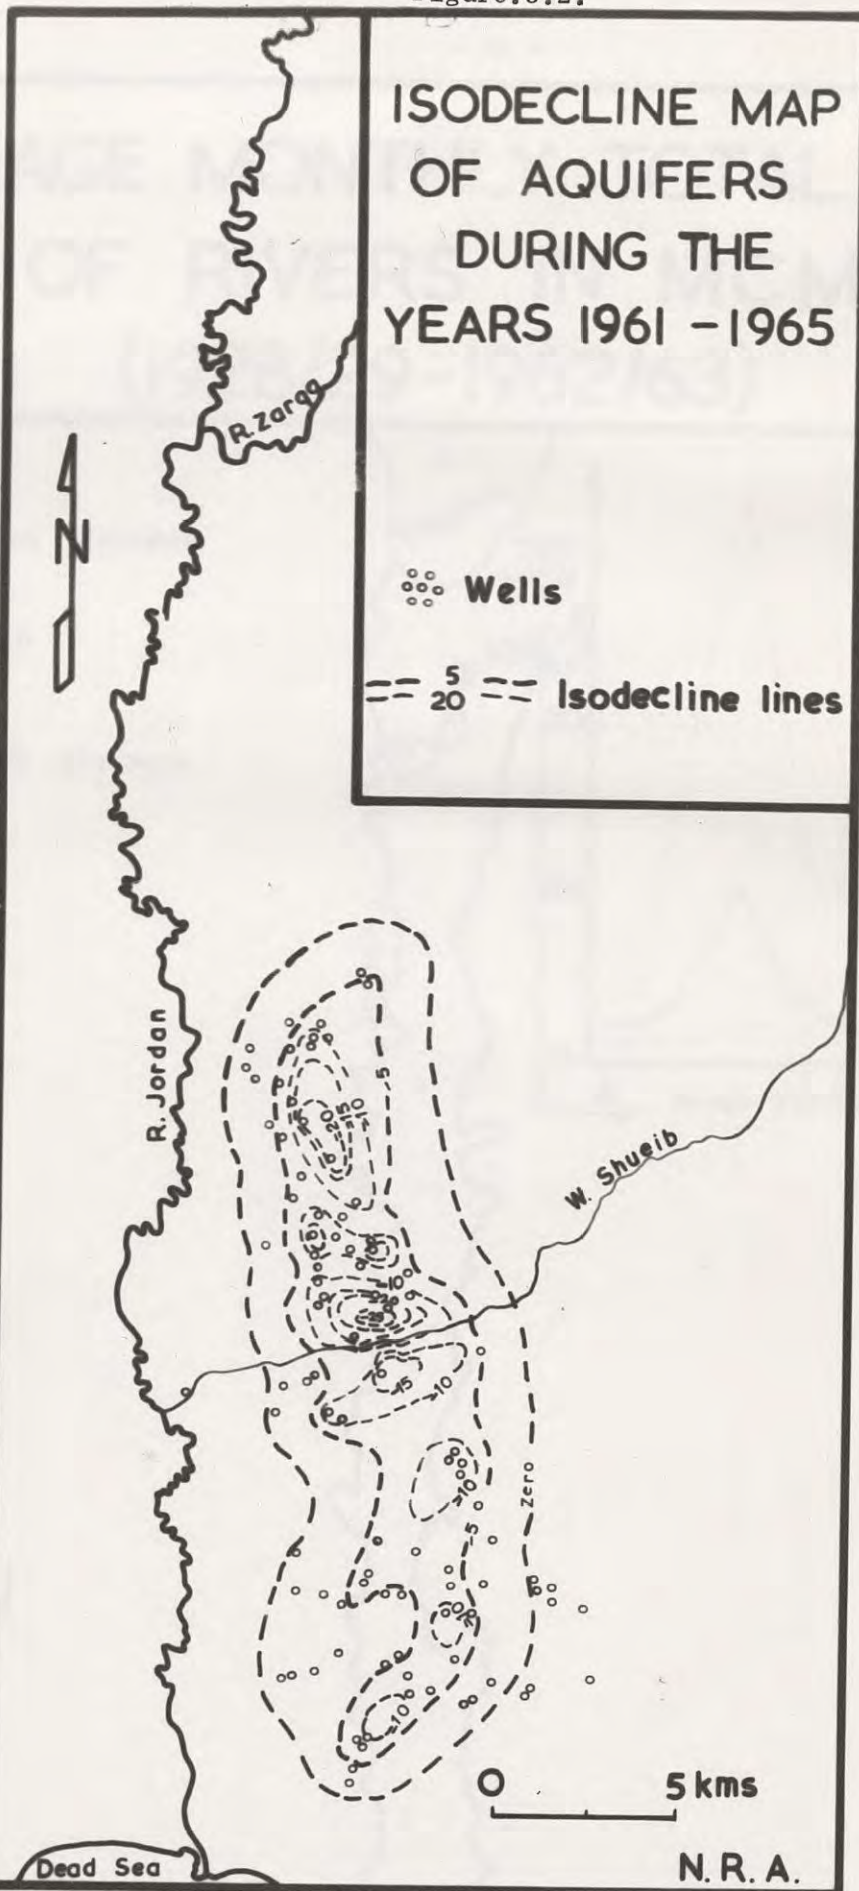 ISODECLINE MAP
OF AQUIFERS
DURING THE
YEARS 1961 - 1965
R. Zarqa
N
Wells
5
20
Isodecline lines
R. Jordan
-5
-20
-15
-10
W. Shueib
-10
-15
-10
-10
Zero
-5
-10
0
5 kms
Dead Sea
N. R. A.